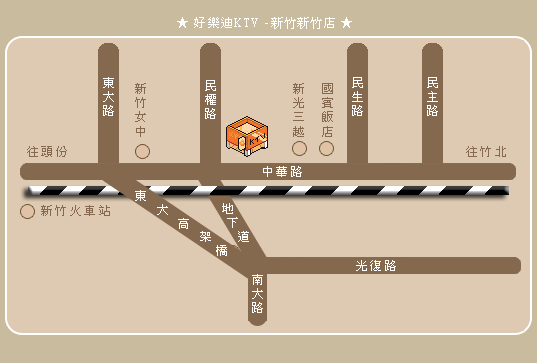 ★ 好樂迪KTV -新竹新竹店 ★
東大路
新竹女中
民權路
KTV
新光三越
國賓飯店
民生路
民主路
往頭份
往竹北
中華路
新竹火車站
東大高架橋
地下道
光復路
南大路